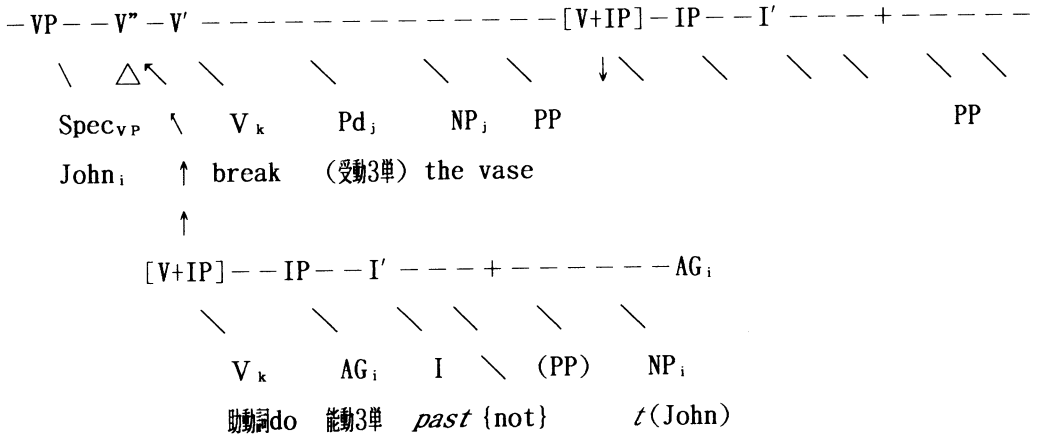 －VP－－V”－V′－－－－－－－－－－－－－－－[V+IP]－IP－－I′－－－－＋－－－－－
＼ △↖ ＼ ＼ ＼ ＼ ↓＼ ＼ ＼ ＼ ＼ ＼
Spec_VP ↖ V_k Pd_j NP_j PP PP
John_i ↑ break （受動3単） the vase
↑
[V+IP]－－IP－－I′－－－－＋－－－－－－－AG_i
＼ ＼ ＼ ＼ ＼ ＼
V_k AG_i I ＼ (PP) NP_i
助動詞do 能動3単 past {not} t(John)